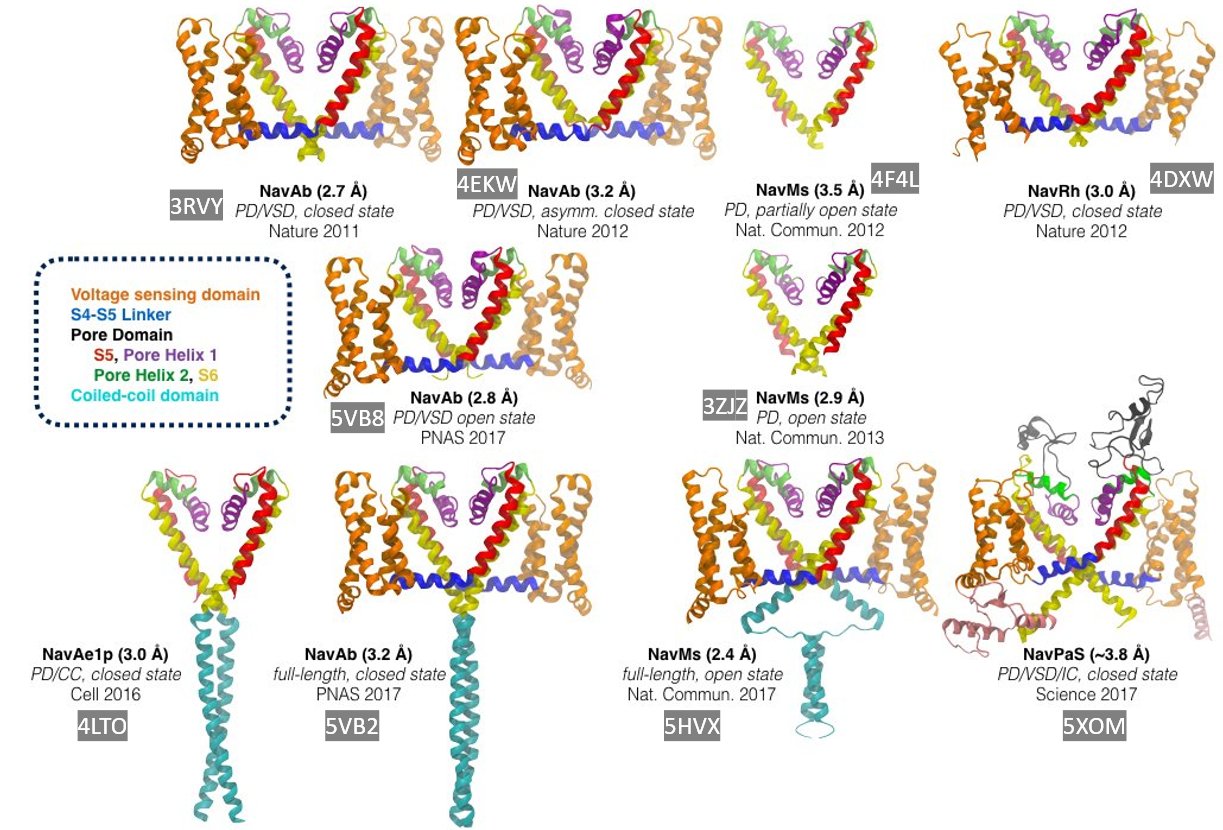 3RVY
NavAb (2.7 Å)
PD/VSD, closed state
Nature 2011
4EKW
NavAb (3.2 Å)
PD/VSD, asymm. closed state
Nature 2012
NavMs (3.5 Å)
PD, partially open state
Nat. Commun. 2012
4F4L
NavRh (3.0 Å)
PD/VSD, closed state
Nature 2012
4DXW
Voltage sensing domain
S4-S5 Linker
Pore Domain
S5, Pore Helix 1
Pore Helix 2, S6
Coiled-coil domain
5VB8
NavAb (2.8 Å)
PD/VSD open state
PNAS 2017
3ZJZ
NavMs (2.9 Å)
PD, open state
Nat. Commun. 2013
NavAe1p (3.0 Å)
PD/CC, closed state
Cell 2016
4LTO
NavAb (3.2 Å)
full-length, closed state
PNAS 2017
5VB2
NavMs (2.4 Å)
full-length, open state
Nat. Commun. 2017
5HVX
NavPaS (~3.8 Å)
PD/VSD/IC, closed state
Science 2017
5XOM